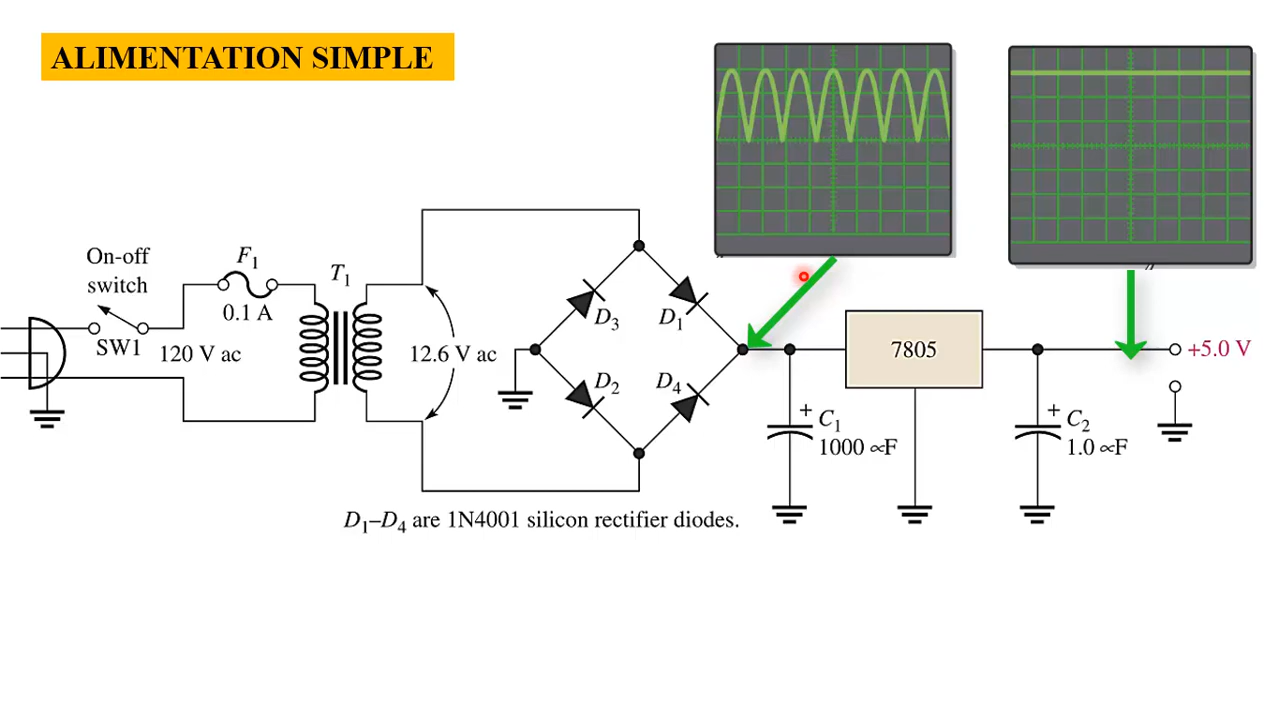 ALIMENTATION SIMPLE
On-off
switch
SW1
F1
0.1 A
120 V ac
T1
12.6 V ac
D3
D1
D2
D4
7805
+5.0 V
+
C1
1000 ∝F
+
C2
1.0 ∝F
D1–D4 are 1N4001 silicon rectifier diodes.